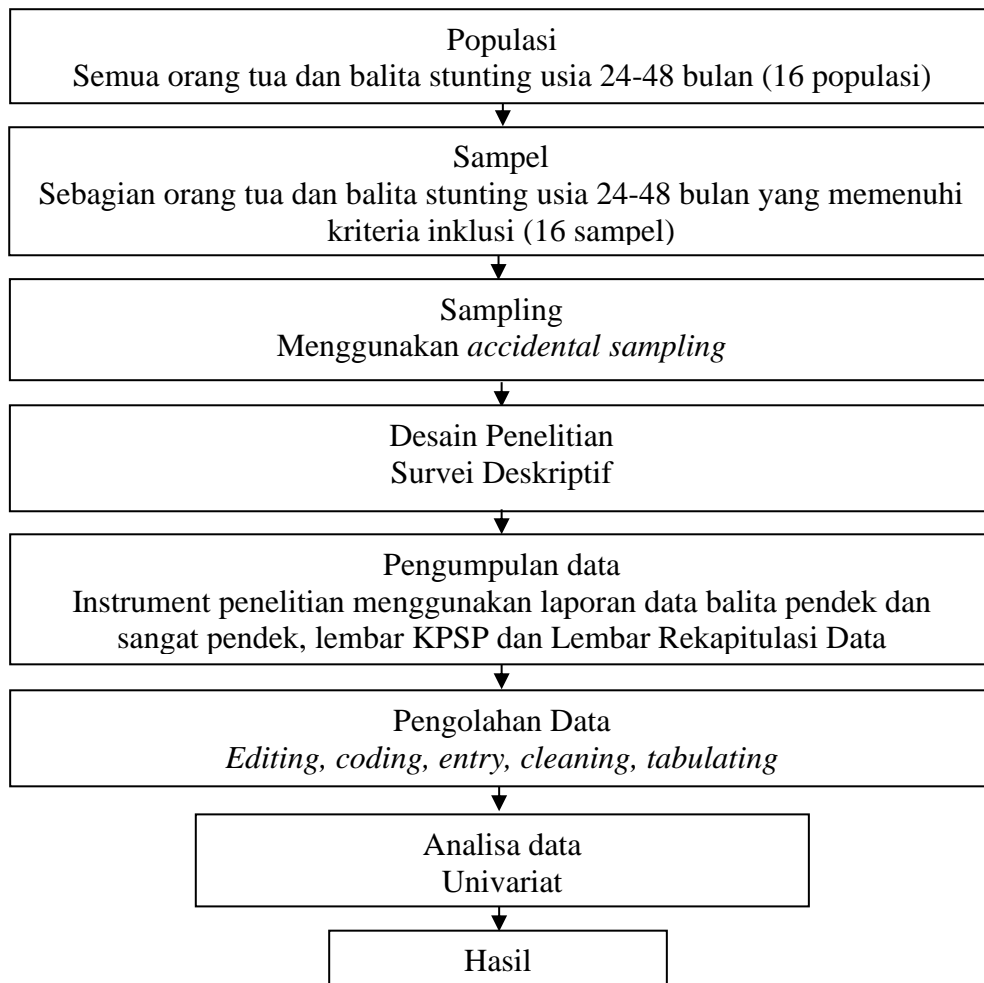 Populasi
Semua orang tua dan balita stunting usia 24-48 bulan (16 populasi)
Sampel
Sebagian orang tua dan balita stunting usia 24-48 bulan yang memenuhi
kriteria inklusi (16 sampel)
Sampling
Menggunakan accidental sampling
Desain Penelitian
Survei Deskriptif
Pengumpulan data
Instrument penelitian menggunakan laporan data balita pendek dan
sangat pendek, lembar KPSP dan Lembar Rekapitulasi Data
Pengolahan Data
Editing, coding, entry, cleaning, tabulating
Analisa data
Univariat
Hasil